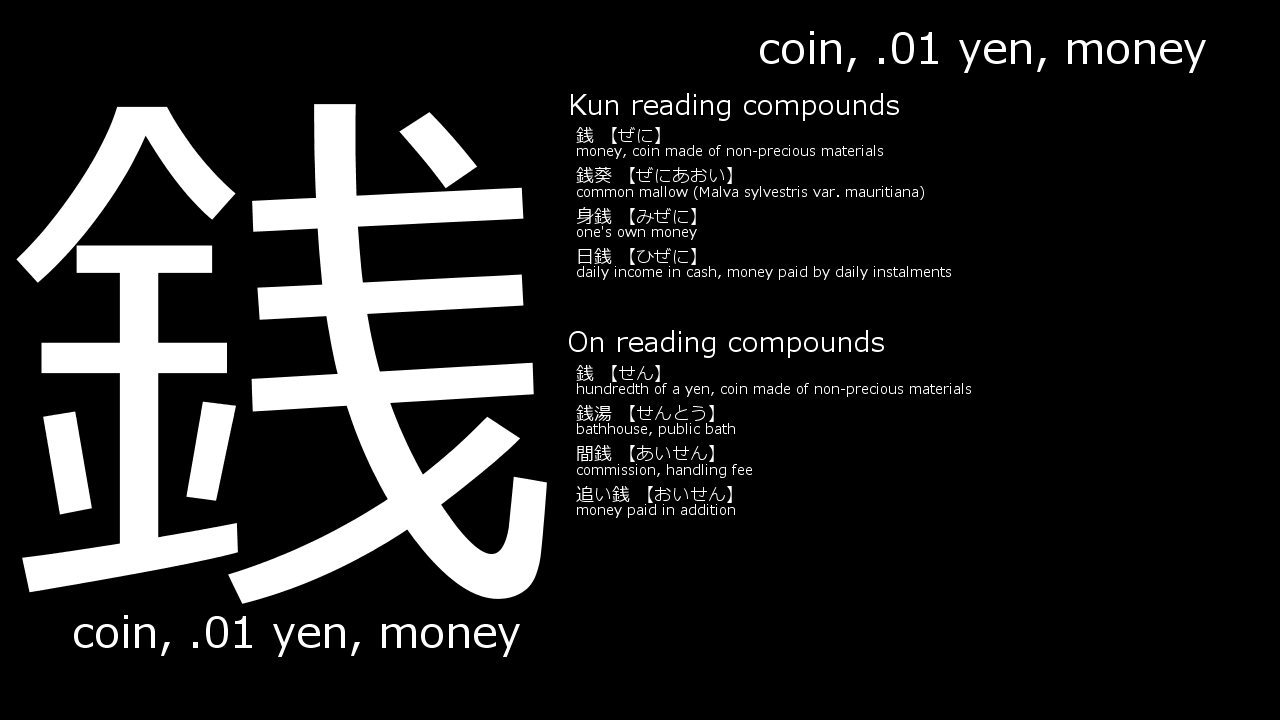 coin, .01 yen, money
銭
coin, .01 yen, money
Kun reading compounds
銭 【ぜに】
money, coin made of non-precious materials
銭葵 【ぜにあおい】
common mallow (Malva sylvestris var. mauritiana)
身銭 【みぜに】
one's own money
日銭 【ひぜに】
daily income in cash, money paid by daily instalments
On reading compounds
銭 【せん】
hundredth of a yen, coin made of non-precious materials
銭湯 【せんとう】
bathhouse, public bath
間銭 【あいせん】
commission, handling fee
追い銭 【おいせん】
money paid in addition